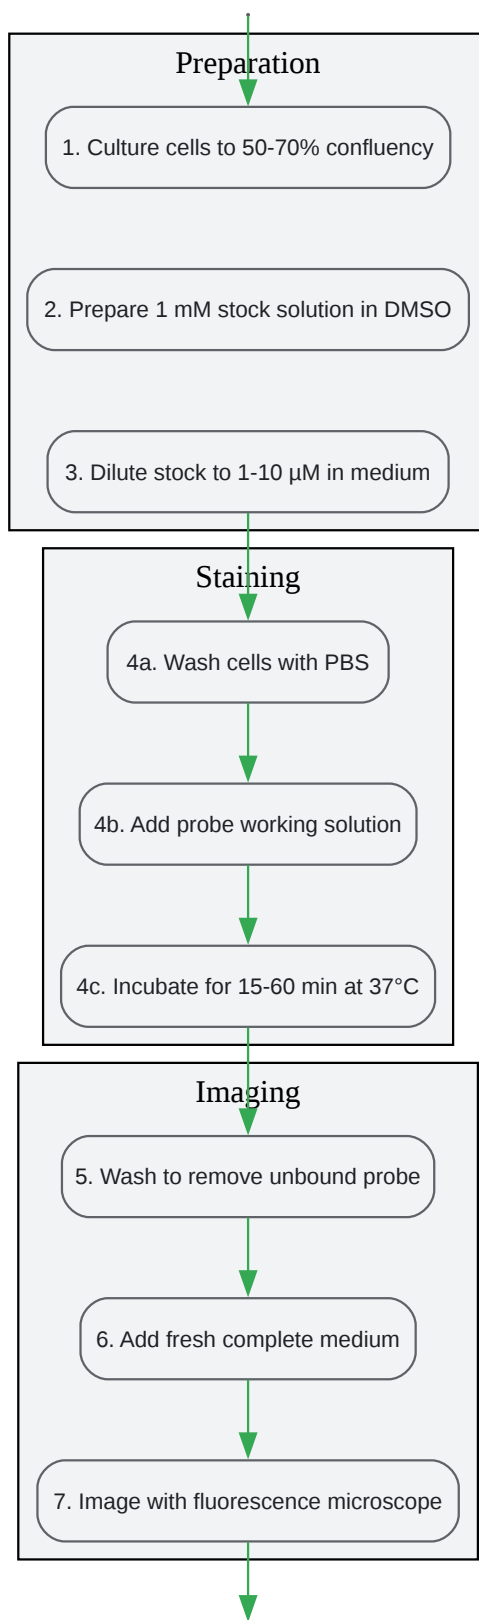 Preparation
1. Culture cells to 50-70% confluency
2. Prepare 1 mM stock solution in DMSO
3. Dilute stock to 1-10 µM in medium
Staining
4a. Wash cells with PBS
4b. Add probe working solution
4c. Incubate for 15-60 min at 37°C
Imaging
5. Wash to remove unbound probe
6. Add fresh complete medium
7. Image with fluorescence microscope